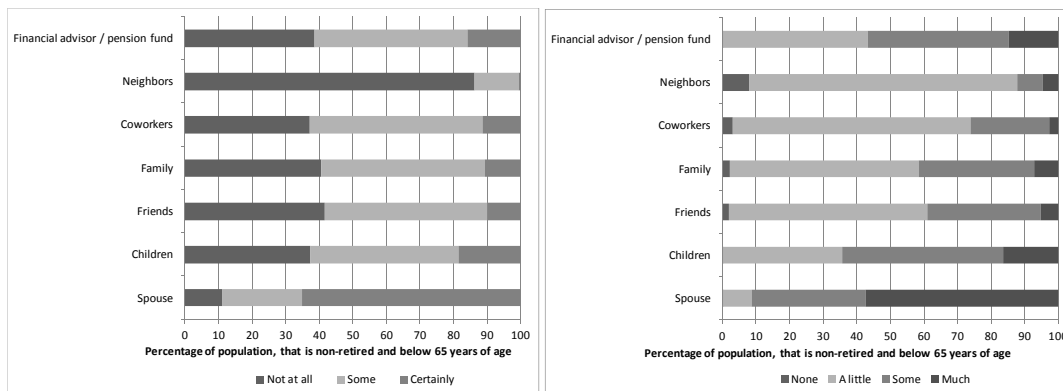 Financial advisor / pension fund
Neighbors
Coworkers
Family
Friends
Children
Spouse
0 10 20 30 40 50 60 70 80 90 100
Percentage of population, that is non-retired and below 65 years of age
Not at all Some Certainly
Financial advisor / pension fund
Neighbors
Coworkers
Family
Friends
Children
Spouse
0 10 20 30 40 50 60 70 80 90 100
Percentage of population, that is non-retired and below 65 years of age
None A little Some Much